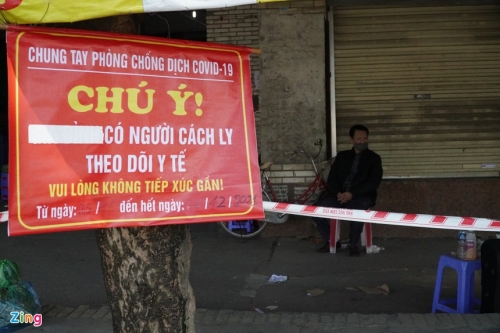 CHUNG TAY PHÒNG CHỐNG DỊCH COVID-19
CHÚ Ý!
CÓ NGƯỜI CÁCH LY
THEO DÕI Y TẾ
VUI LÒNG KHÔNG TIẾP XÚC GẦN!
Từ ngày: / đến hết ngày: /12/
Zing